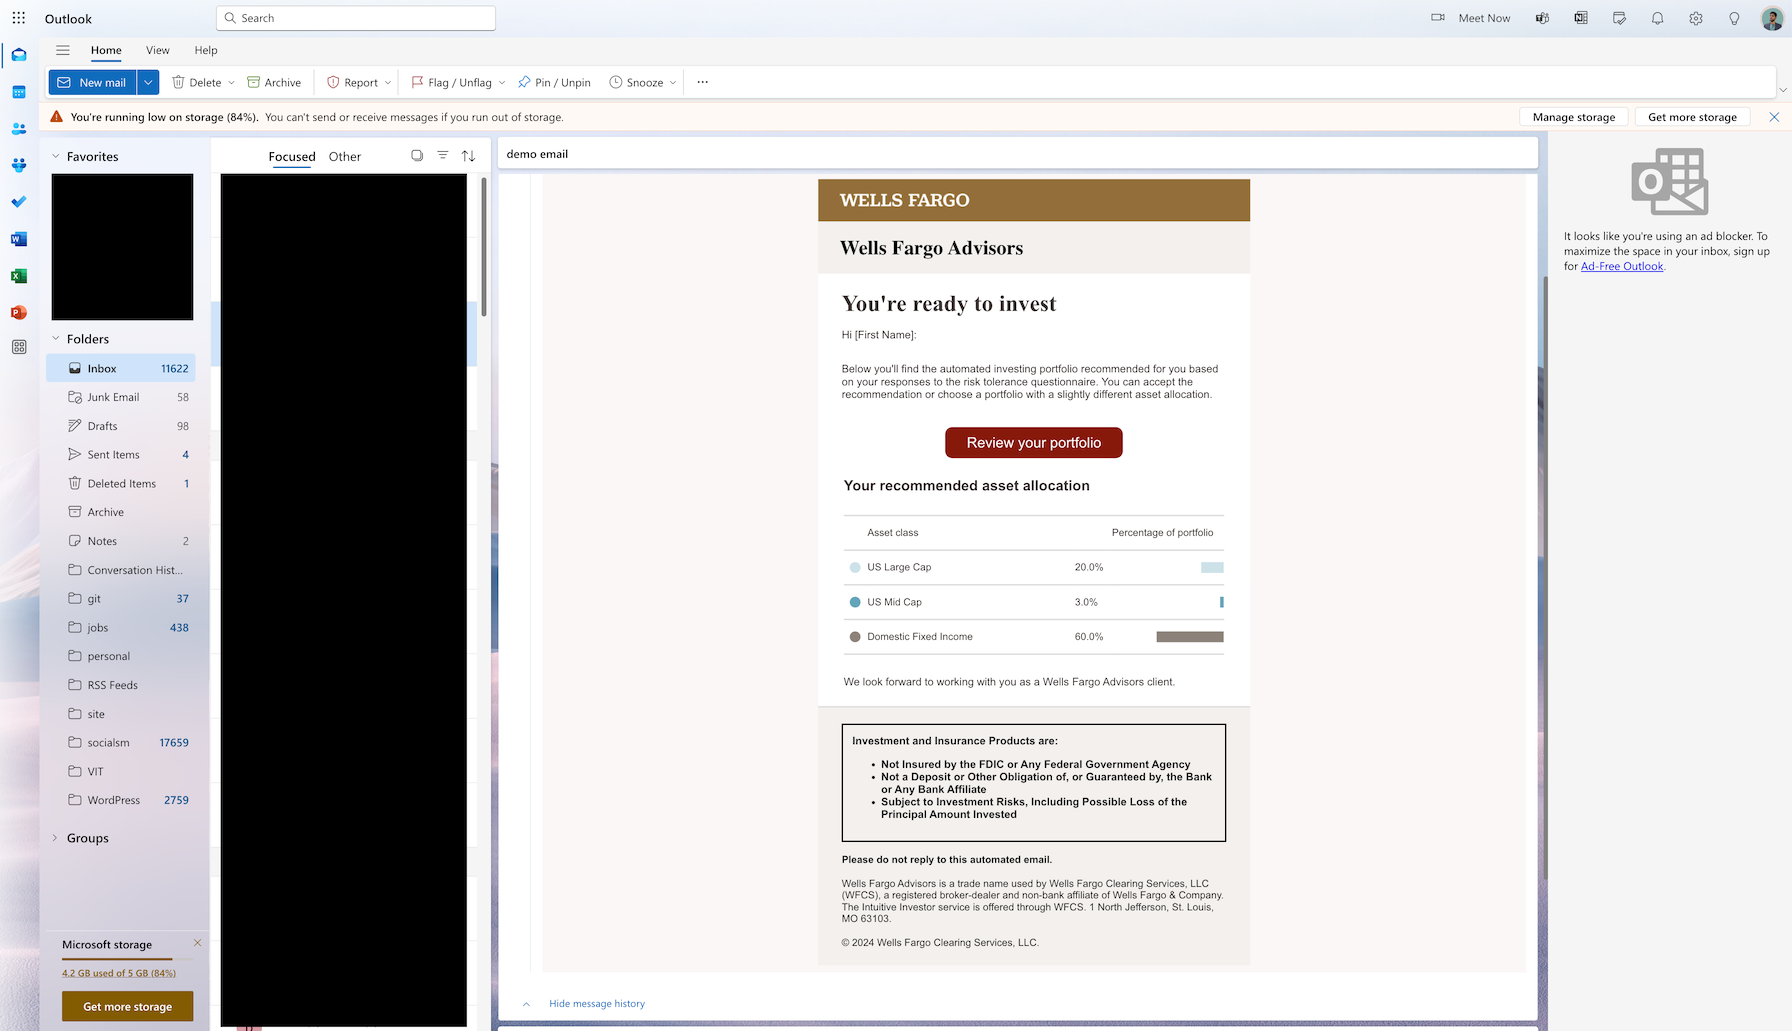 Outlook
Search
Meet Now
Home
View
Help
New mail
Delete
Archive
Report
Flag / Unflag
Pin / Unpin
Snooze
You're running low on storage (84%). You can't send or receive messages if you run out of storage.
Manage storage
Get more storage
Favorites
Folders
Inbox 11622
Junk Email 58
Drafts 98
Sent Items 4
Deleted Items 1
Archive
Notes 2
Conversation Hist...
git 37
jobs 438
personal
RSS Feeds
site
socialsm 17659
VIT
WordPress 2759
Groups
Microsoft storage
4.2 GB used of 5 GB (84%)
Get more storage
Focused
Other
demo email
WELLS FARGO
Wells Fargo Advisors
You're ready to invest
Hi [First Name]:
Below you'll find the automated investing portfolio recommended for you based
on your responses to the risk tolerance questionnaire. You can accept the
recommendation or choose a portfolio with a slightly different asset allocation.
Review your portfolio
Your recommended asset allocation
Asset class Percentage of portfolio
US Large Cap 20.0%
US Mid Cap 3.0%
Domestic Fixed Income 60.0%
We look forward to working with you as a Wells Fargo Advisors client.
Investment and Insurance Products are:
• Not Insured by the FDIC or Any Federal Government Agency
• Not a Deposit or Other Obligation of, or Guaranteed by, the Bank
or Any Bank Affiliate
• Subject to Investment Risks, Including Possible Loss of the
Principal Amount Invested
Please do not reply to this automated email.
Wells Fargo Advisors is a trade name used by Wells Fargo Clearing Services, LLC
(WFCS), a registered broker-dealer and non-bank affiliate of Wells Fargo & Company.
The Intuitive Investor service is offered through WFCS. 1 North Jefferson, St. Louis,
MO 63103.
© 2024 Wells Fargo Clearing Services, LLC.
Hide message history
It looks like you're using an ad blocker. To
maximize the space in your inbox, sign up
for Ad-Free Outlook.